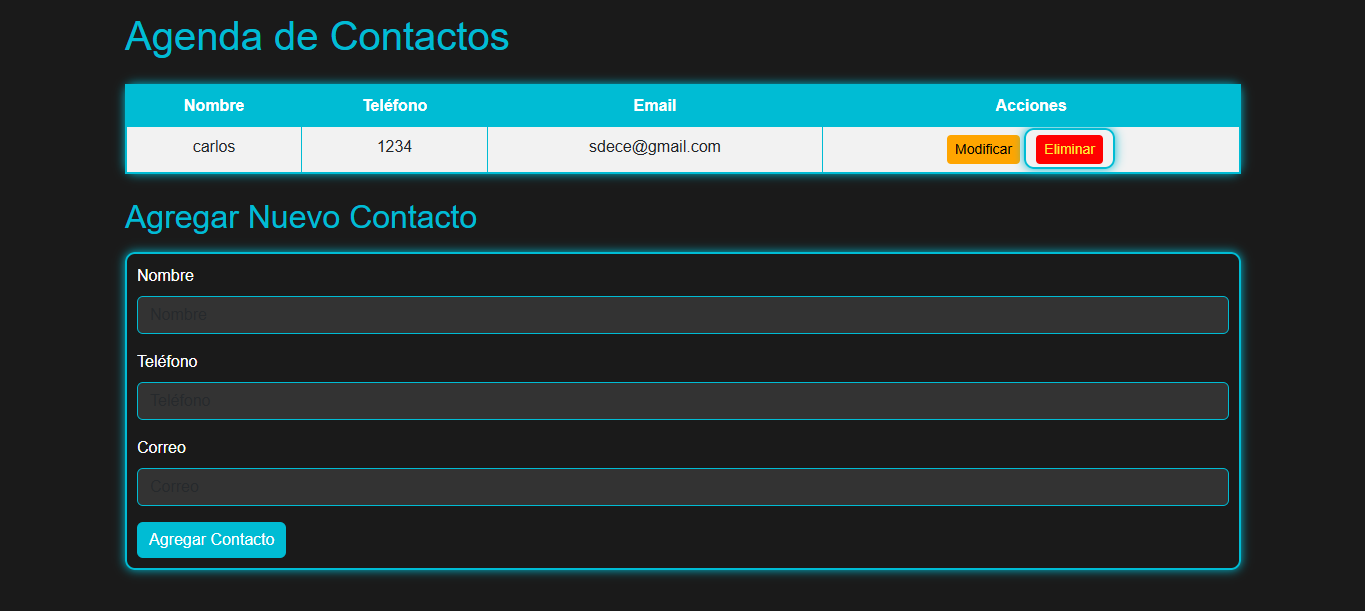 Agenda de Contactos
Nombre Teléfono Email Acciones
carlos 1234 sdece@gmail.com Modificar Eliminar
Agregar Nuevo Contacto
Nombre
Nombre
Teléfono
Teléfono
Correo
Correo
Agregar Contacto